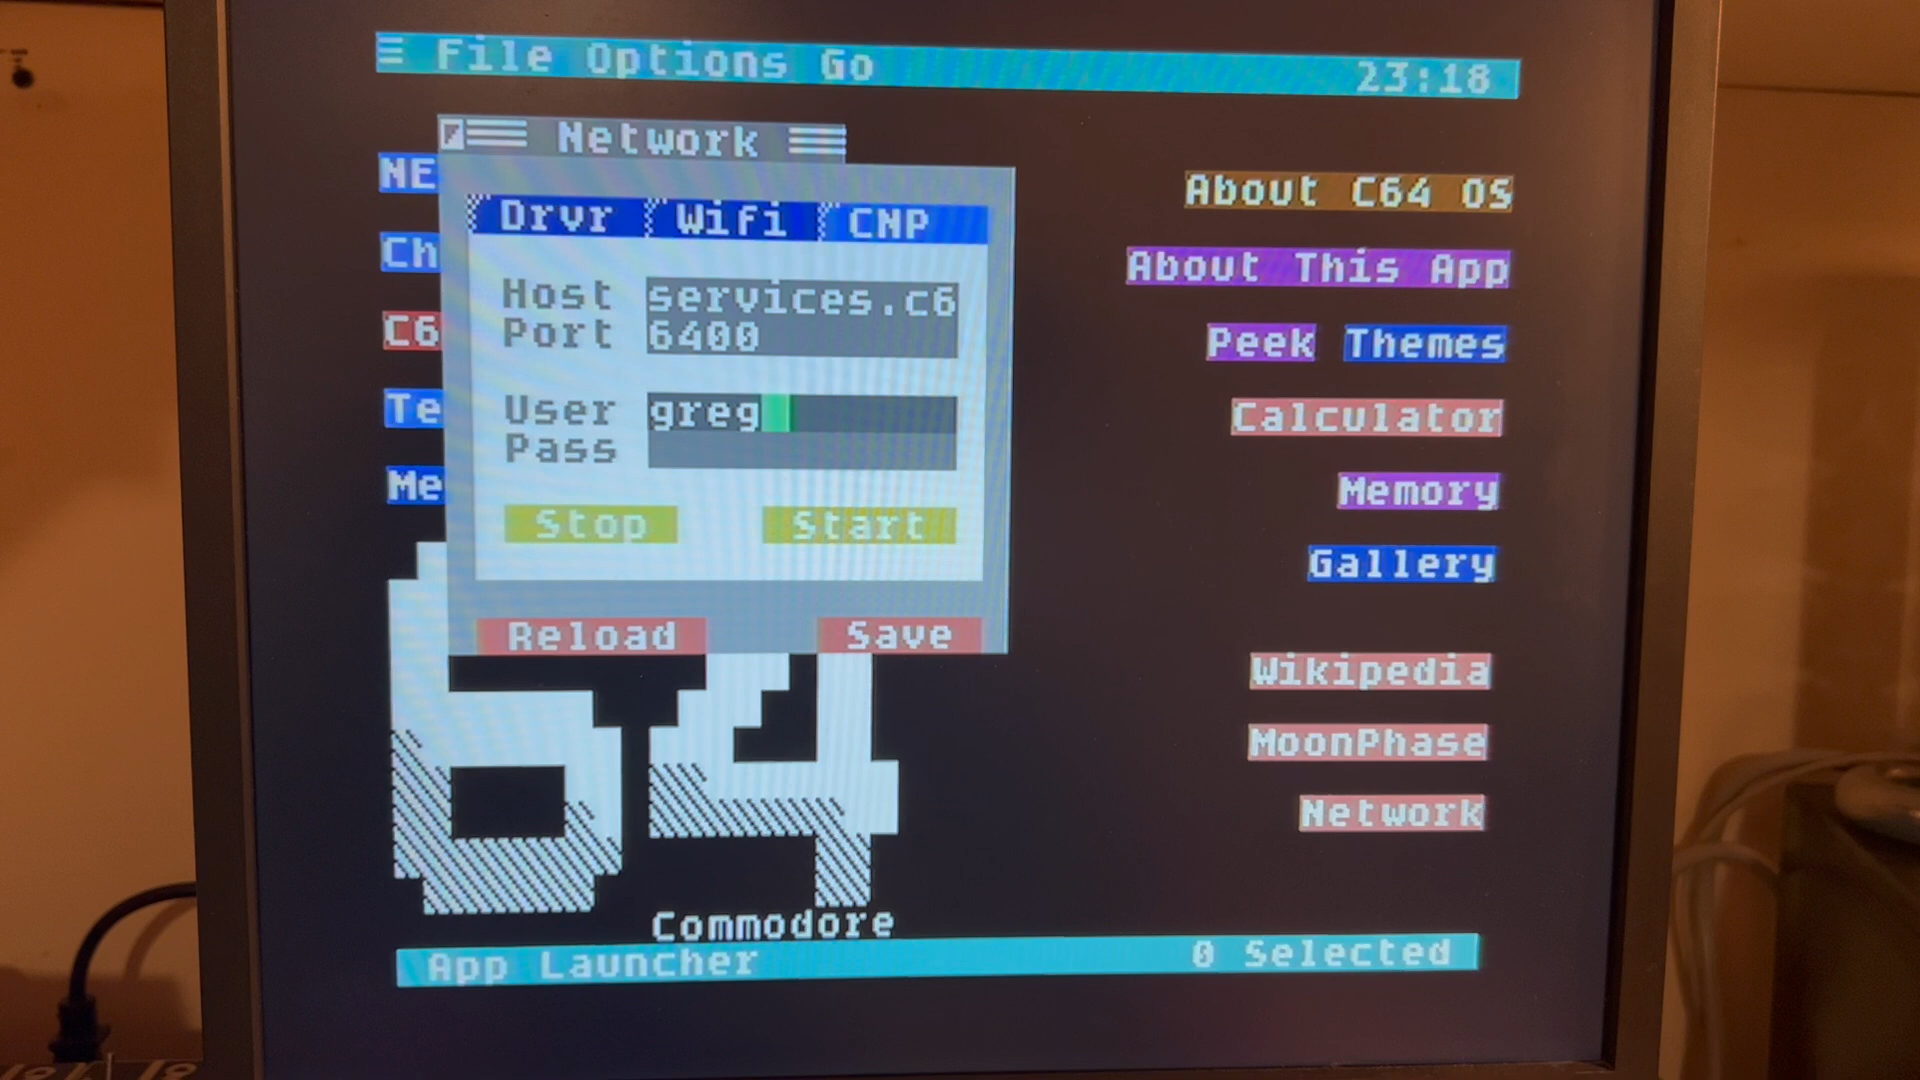 File Options Go 23:18
Network
NE
Drvr Wifi CNP
About C64 OS
Ch
About This App
Host services.c6
Port 6400
C6
Peek Themes
User greg
Te
Calculator
Pass
Me
Memory
Stop Start
Gallery
Reload Save
Wikipedia
MoonPhase
Network
64
Commodore
App Launcher 0 Selected